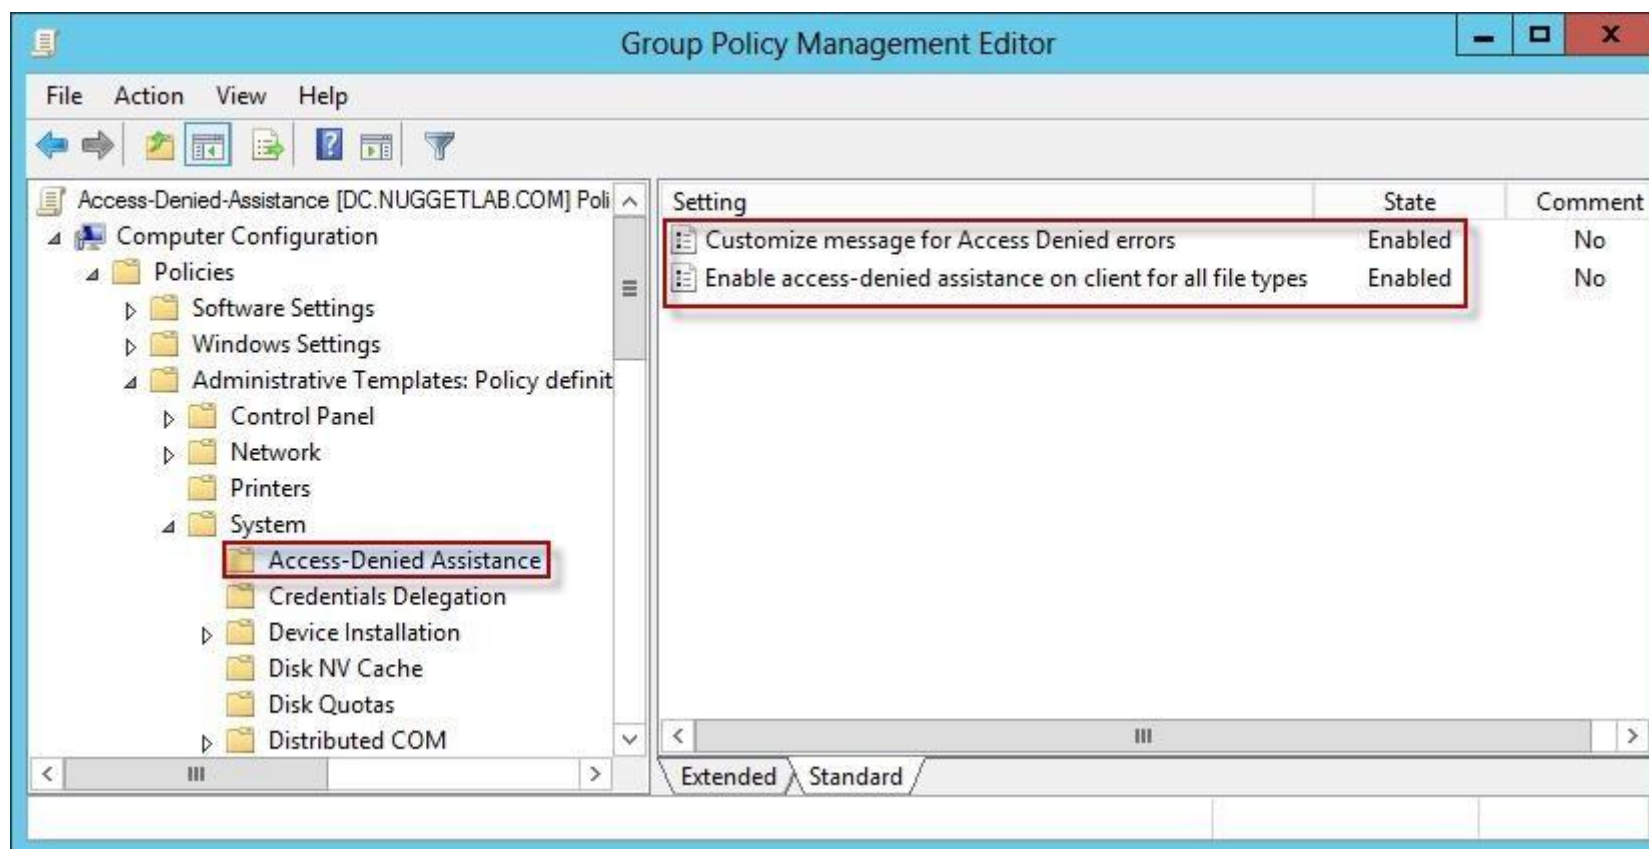 Group Policy Management Editor
File Action View Help
Access-Denied-Assistance [DC.NUGGETLAB.COM] Poli
Computer Configuration
Policies
Software Settings
Windows Settings
Administrative Templates: Policy definit
Control Panel
Network
Printers
System
Access-Denied Assistance
Credentials Delegation
Device Installation
Disk NV Cache
Disk Quotas
Distributed COM
Setting State Comment
Customize message for Access Denied errors Enabled No
Enable access-denied assistance on client for all file types Enabled No
Extended Standard